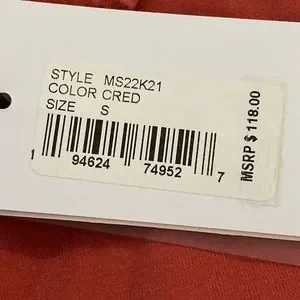 STYLE MS22K21
COLOR CRED
SIZE S
1 94624 74952 7
MSRP $ 118.00